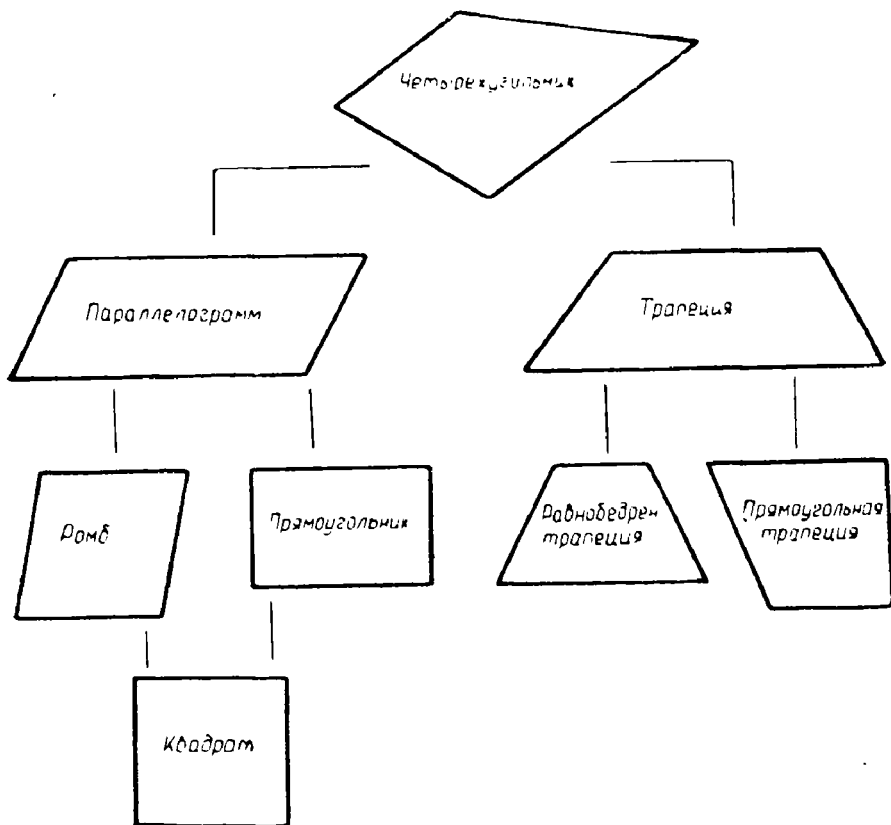 Четырехугольник
Параллелограмм
Трапеция
Ромб
Прямоугольник
Равнобедрен
трапеция
Прямоугольная
трапеция
Квадрат